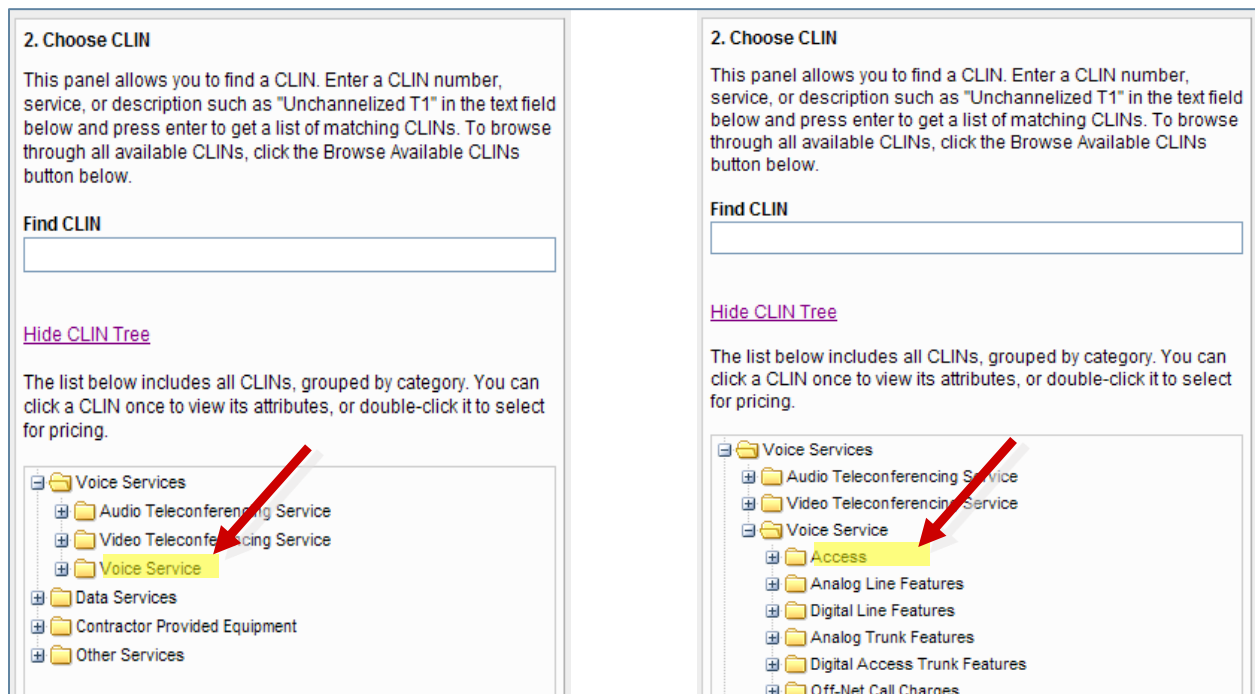 2. Choose CLIN
This panel allows you to find a CLIN. Enter a CLIN number,
service, or description such as "Unchannelized T1" in the text field
below and press enter to get a list of matching CLINs. To browse
through all available CLINs, click the Browse Available CLINs
button below.
Find CLIN
Hide CLIN Tree
The list below includes all CLINs, grouped by category. You can
click a CLIN once to view its attributes, or double-click it to select
for pricing.
Voice Services
Audio Teleconferencing Service
Video Teleconferencing Service
Voice Service
Data Services
Contractor Provided Equipment
Other Services
2. Choose CLIN
This panel allows you to find a CLIN. Enter a CLIN number,
service, or description such as "Unchannelized T1" in the text field
below and press enter to get a list of matching CLINs. To browse
through all available CLINs, click the Browse Available CLINs
button below.
Find CLIN
Hide CLIN Tree
The list below includes all CLINs, grouped by category. You can
click a CLIN once to view its attributes, or double-click it to select
for pricing.
Voice Services
Audio Teleconferencing Service
Video Teleconferencing Service
Voice Service
Access
Analog Line Features
Digital Line Features
Analog Trunk Features
Digital Access Trunk Features
Off-Net Call Charges